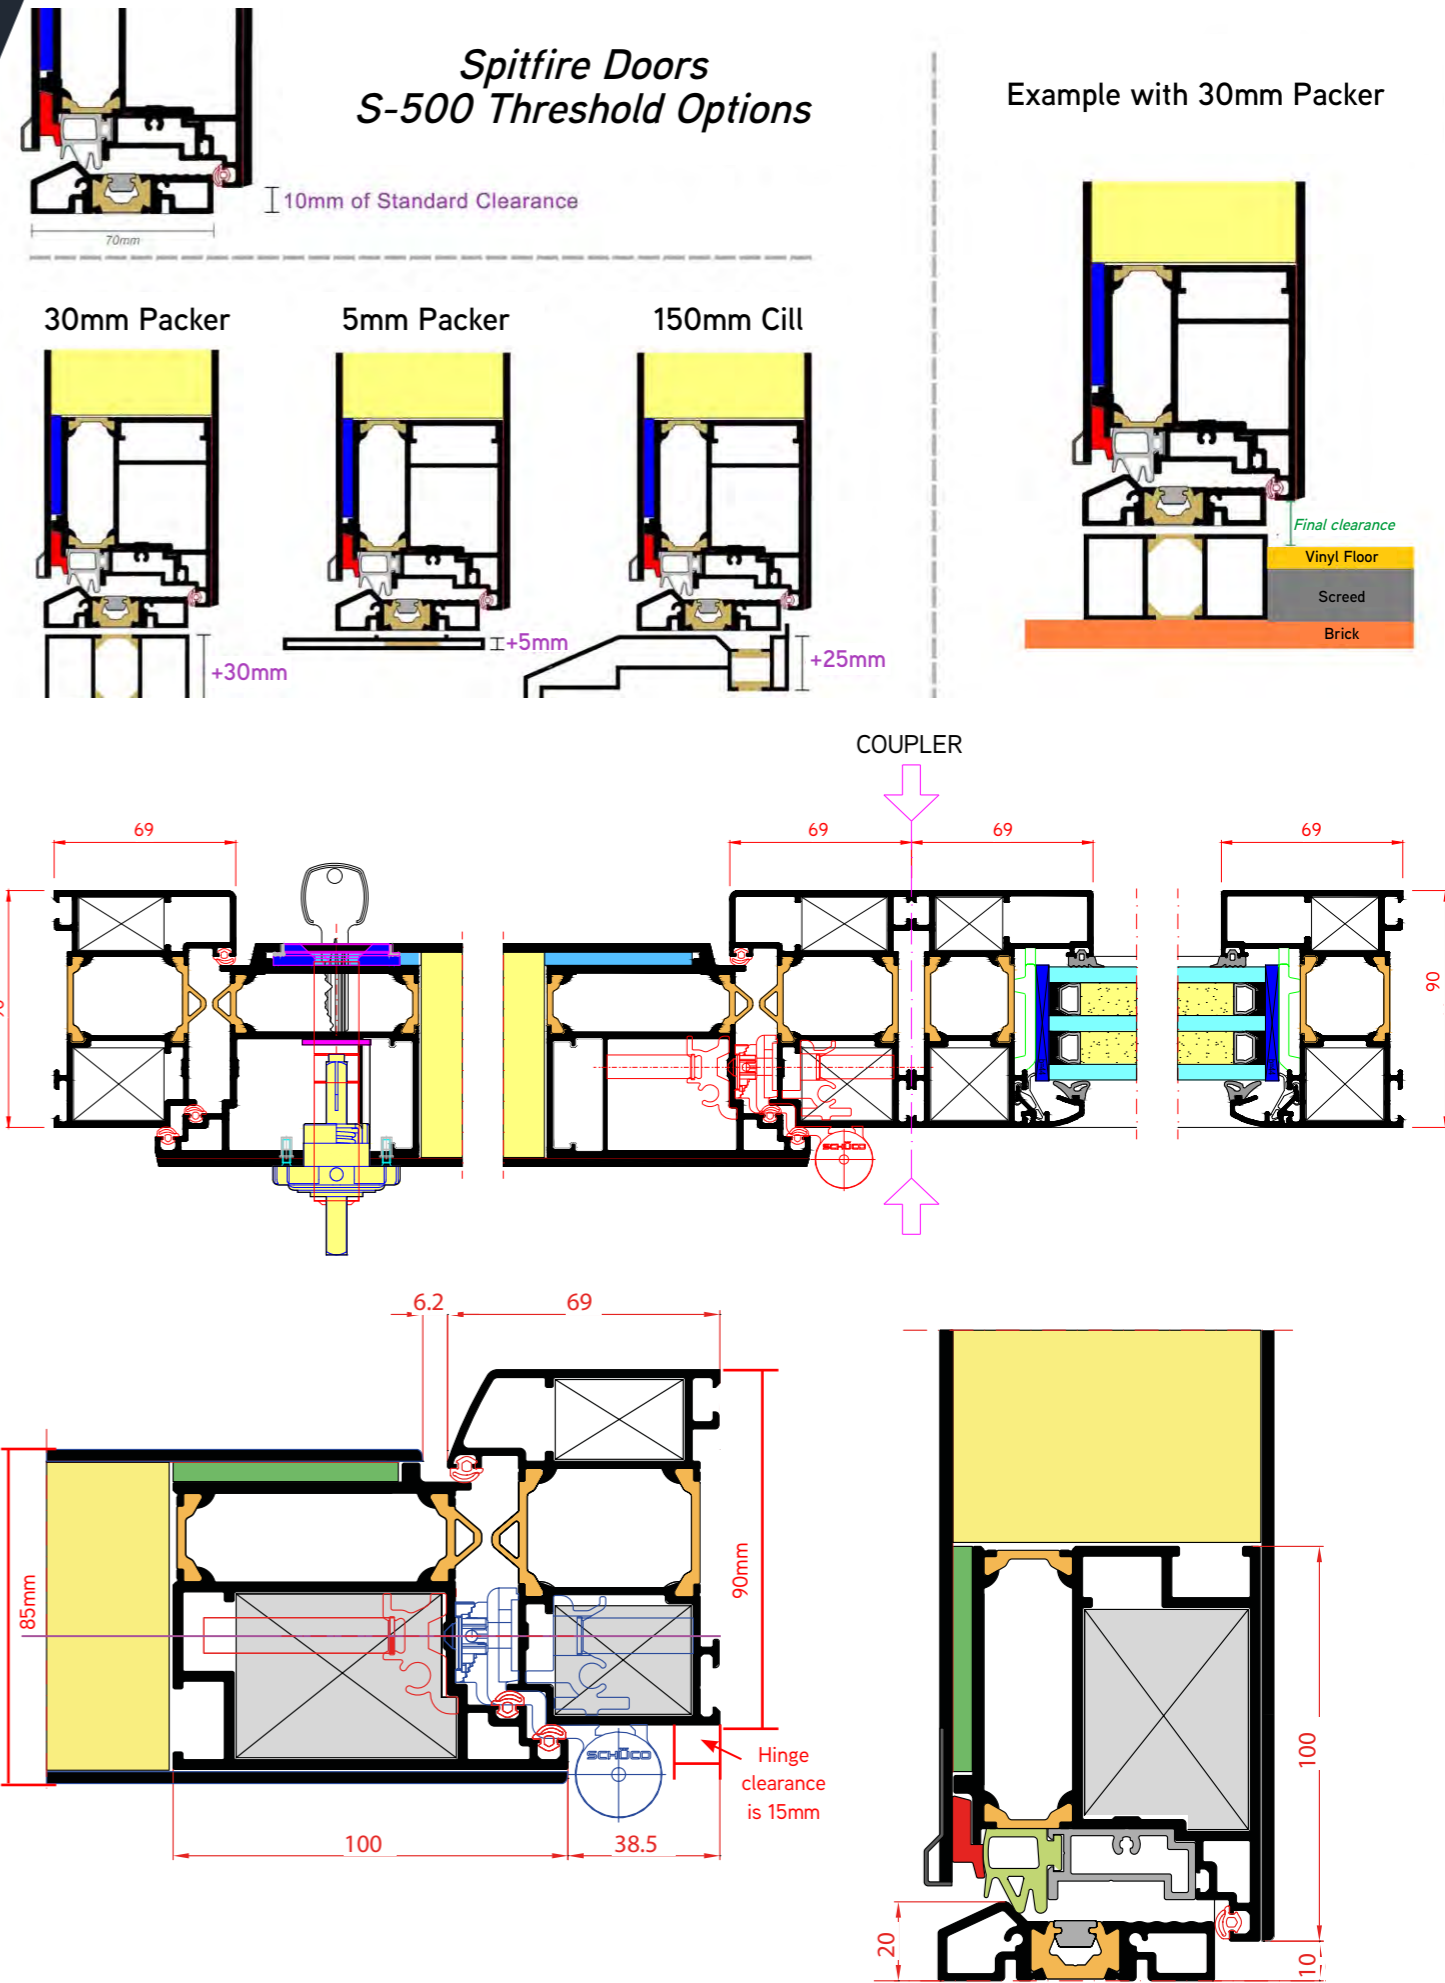 Spitfire Doors
S-500 Threshold Options
Example with 30mm Packer
10mm of Standard Clearance
70mm
30mm Packer
5mm Packer
150mm Cill
+30mm
+5mm
+25mm
Final clearance
Vinyl Floor
Screed
Brick
COUPLER
69
69
69
69
90
SCHÜCO
6.2
69
85mm
90mm
SCHÜCO
Hinge
clearance
is 15mm
100
38.5
100
20
10